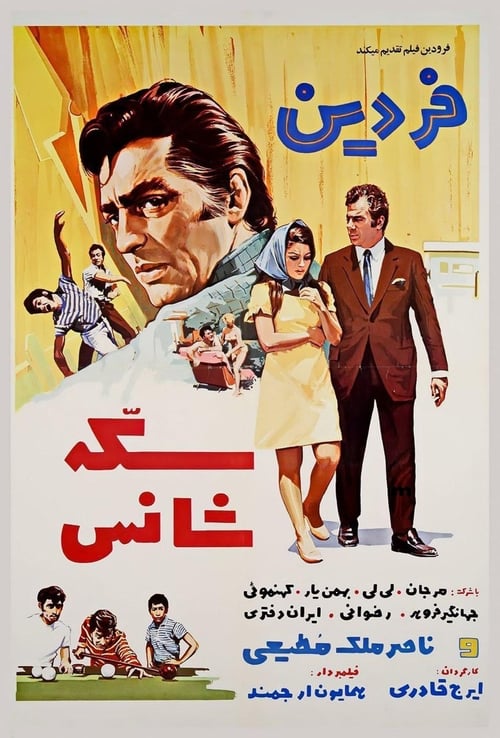 فردین فیلم تقدیم میکند
فردین
سکّه
شانس
با شرکت: مرجان. لی لی. بهمن یار. کهنموئی
جهانگیر فروهر. رضوانی. ایران دفتری
و ناصر ملک مطیعی
کارگردان:
ایرج قادری
فیلمبردار:
همایون ارجمند